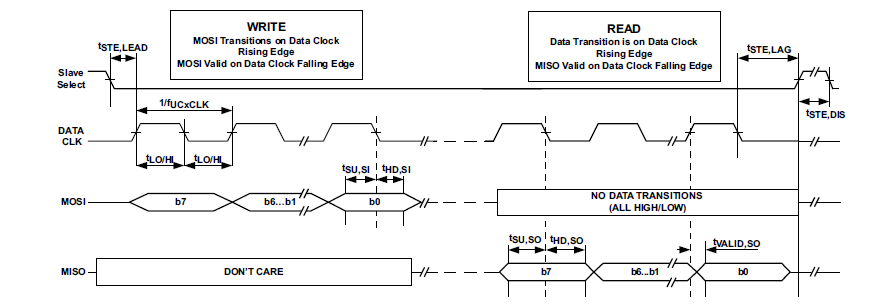 WRITE
MOSI Transitions on Data Clock
Rising Edge
MOSI Valid on Data Clock Falling Edge
READ
Data Transition is on Data Clock
Rising Edge
MISO Valid on Data Clock Falling Edge
tSTE,LEAD
tSTE,LAG
Slave
Select
1/fUCxCLK
tSTE,DIS
DATA
CLK
tLO/HI
tLO/HI
tSU,SI
tHD,SI
MOSI
b7
b6...b1
b0
NO DATA TRANSITIONS
(ALL HIGH/LOW)
tSU,SO
tHD,SO
tVALID,SO
MISO
DON'T CARE
b7
b6...b1
b0